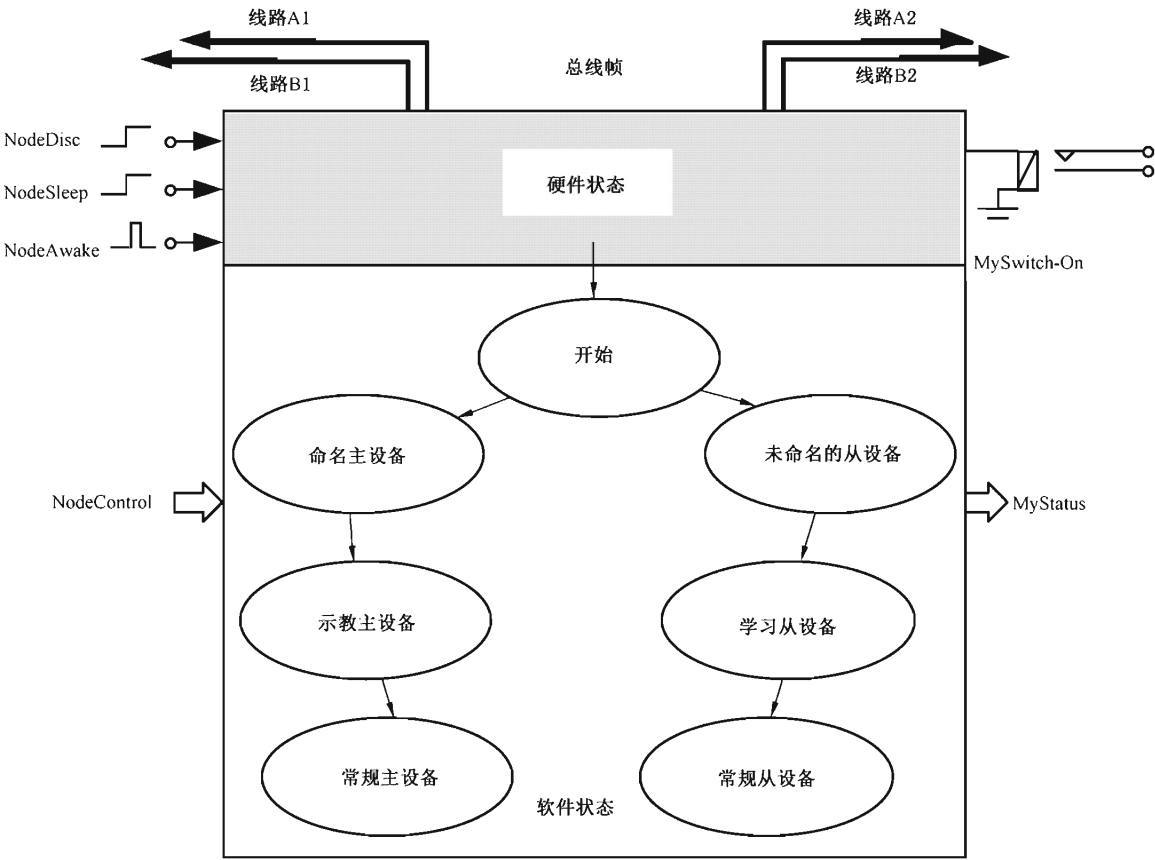 线路A1
线路A2
总线帧
线路B1
线路B2
NodeDisc
硬件状态
NodeSleep
NodeAwake
MySwitch-On
开始
命名主设备
未命名的从设备
NodeControl
MyStatus
示教主设备
学习从设备
常规主设备
常规从设备
软件状态